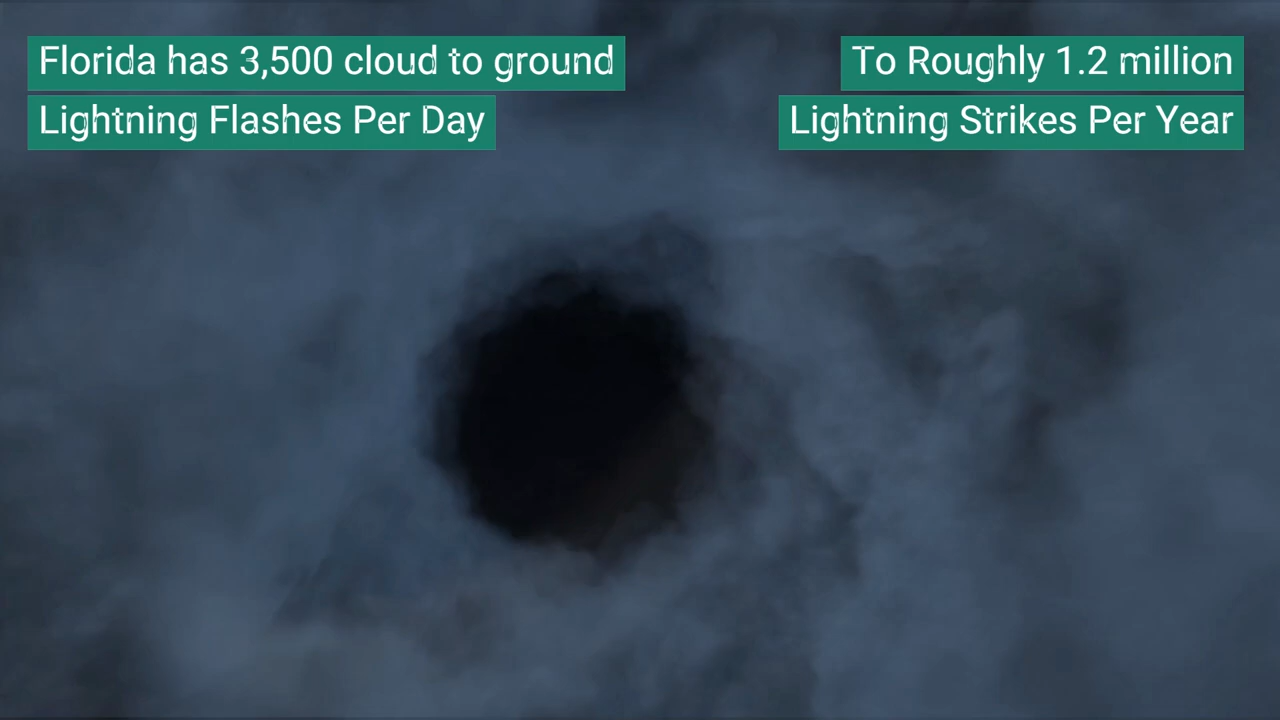 Florida has 3,500 cloud to ground
Lightning Flashes Per Day
To Roughly 1.2 million
Lightning Strikes Per Year